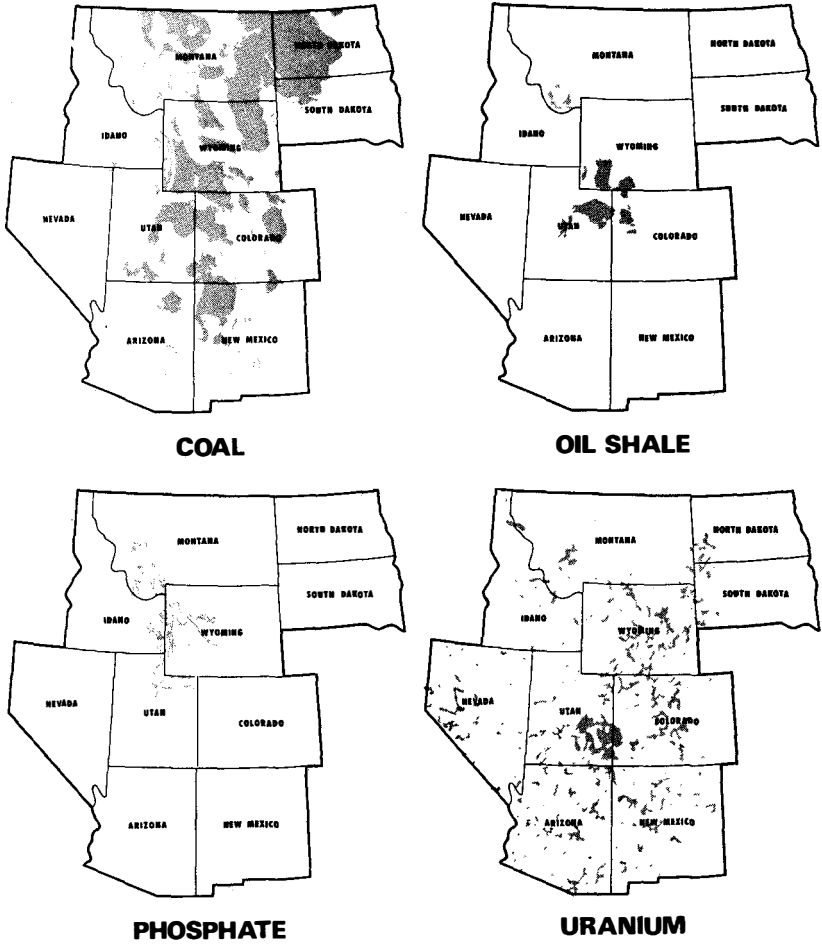 MONTANA
NORTH DAKOTA
SOUTH DAKOTA
IDAHO
WYOMING
NEVADA
UTAH
COLORADO
ARIZONA
NEW MEXICO
COAL
MONTANA
NORTH DAKOTA
SOUTH DAKOTA
IDAHO
WYOMING
NEVADA
UTAH
COLORADO
ARIZONA
NEW MEXICO
OIL SHALE
MONTANA
NORTH DAKOTA
SOUTH DAKOTA
IDAHO
WYOMING
NEVADA
UTAH
COLORADO
ARIZONA
NEW MEXICO
PHOSPHATE
MONTANA
NORTH DAKOTA
SOUTH DAKOTA
IDAHO
WYOMING
NEVADA
UTAH
COLORADO
ARIZONA
NEW MEXICO
URANIUM